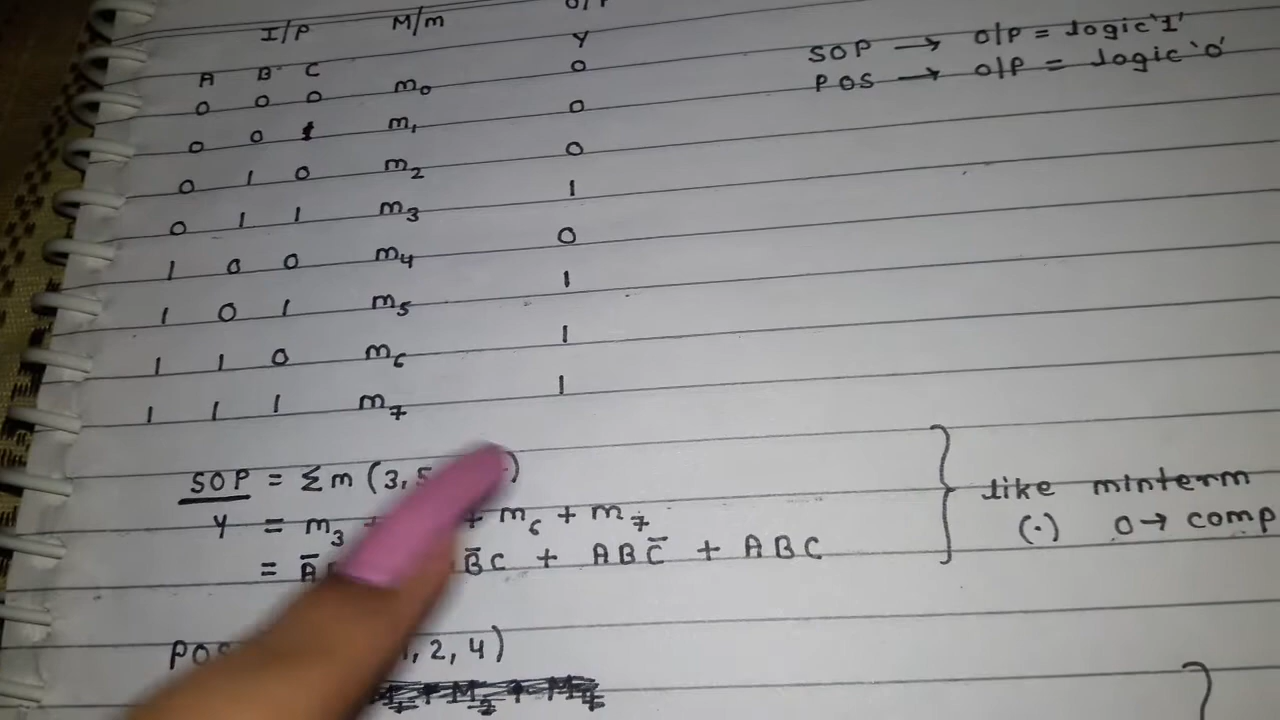 I/P M/m O/P
A B C Y
0 0 0 m0 0
0 0 1 m1 0
0 1 0 m2 0
0 1 1 m3 1
1 0 0 m4 0
1 0 1 m5 1
1 1 0 m6 1
1 1 1 m7 1
SOP → O/P = logic '1'
POS → O/P = logic '0'
SOP = Σm (3, 5 )
Y = m3 + m6 + m7
= Ā B̄C + ABC̄ + ABC
like minterm
(·) 0→ comp
POS , 2, 4)